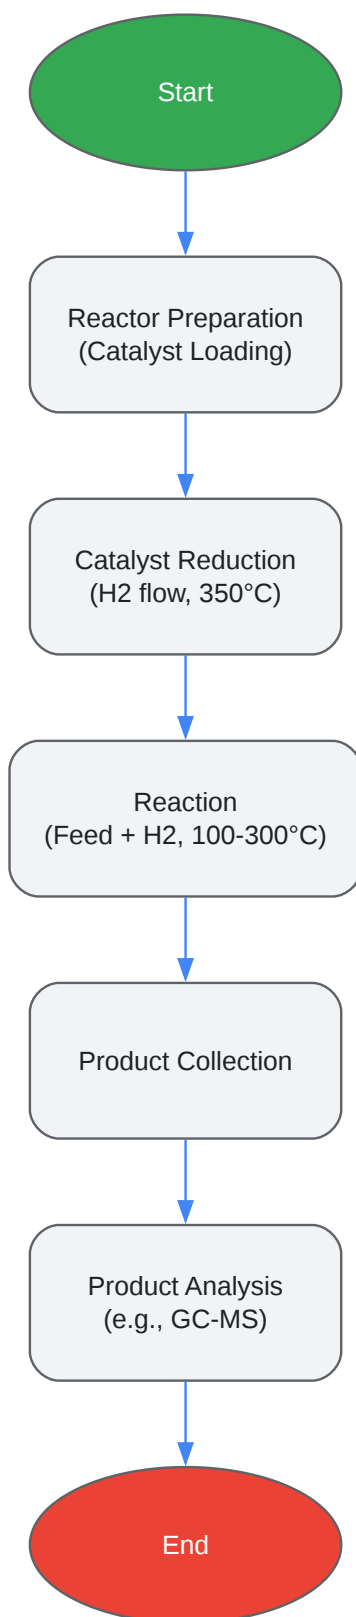 Start
Reactor Preparation
(Catalyst Loading)
Catalyst Reduction
(H2 flow, 350°C)
Reaction
(Feed + H2, 100-300°C)
Product Collection
Product Analysis
(e.g., GC-MS)
End